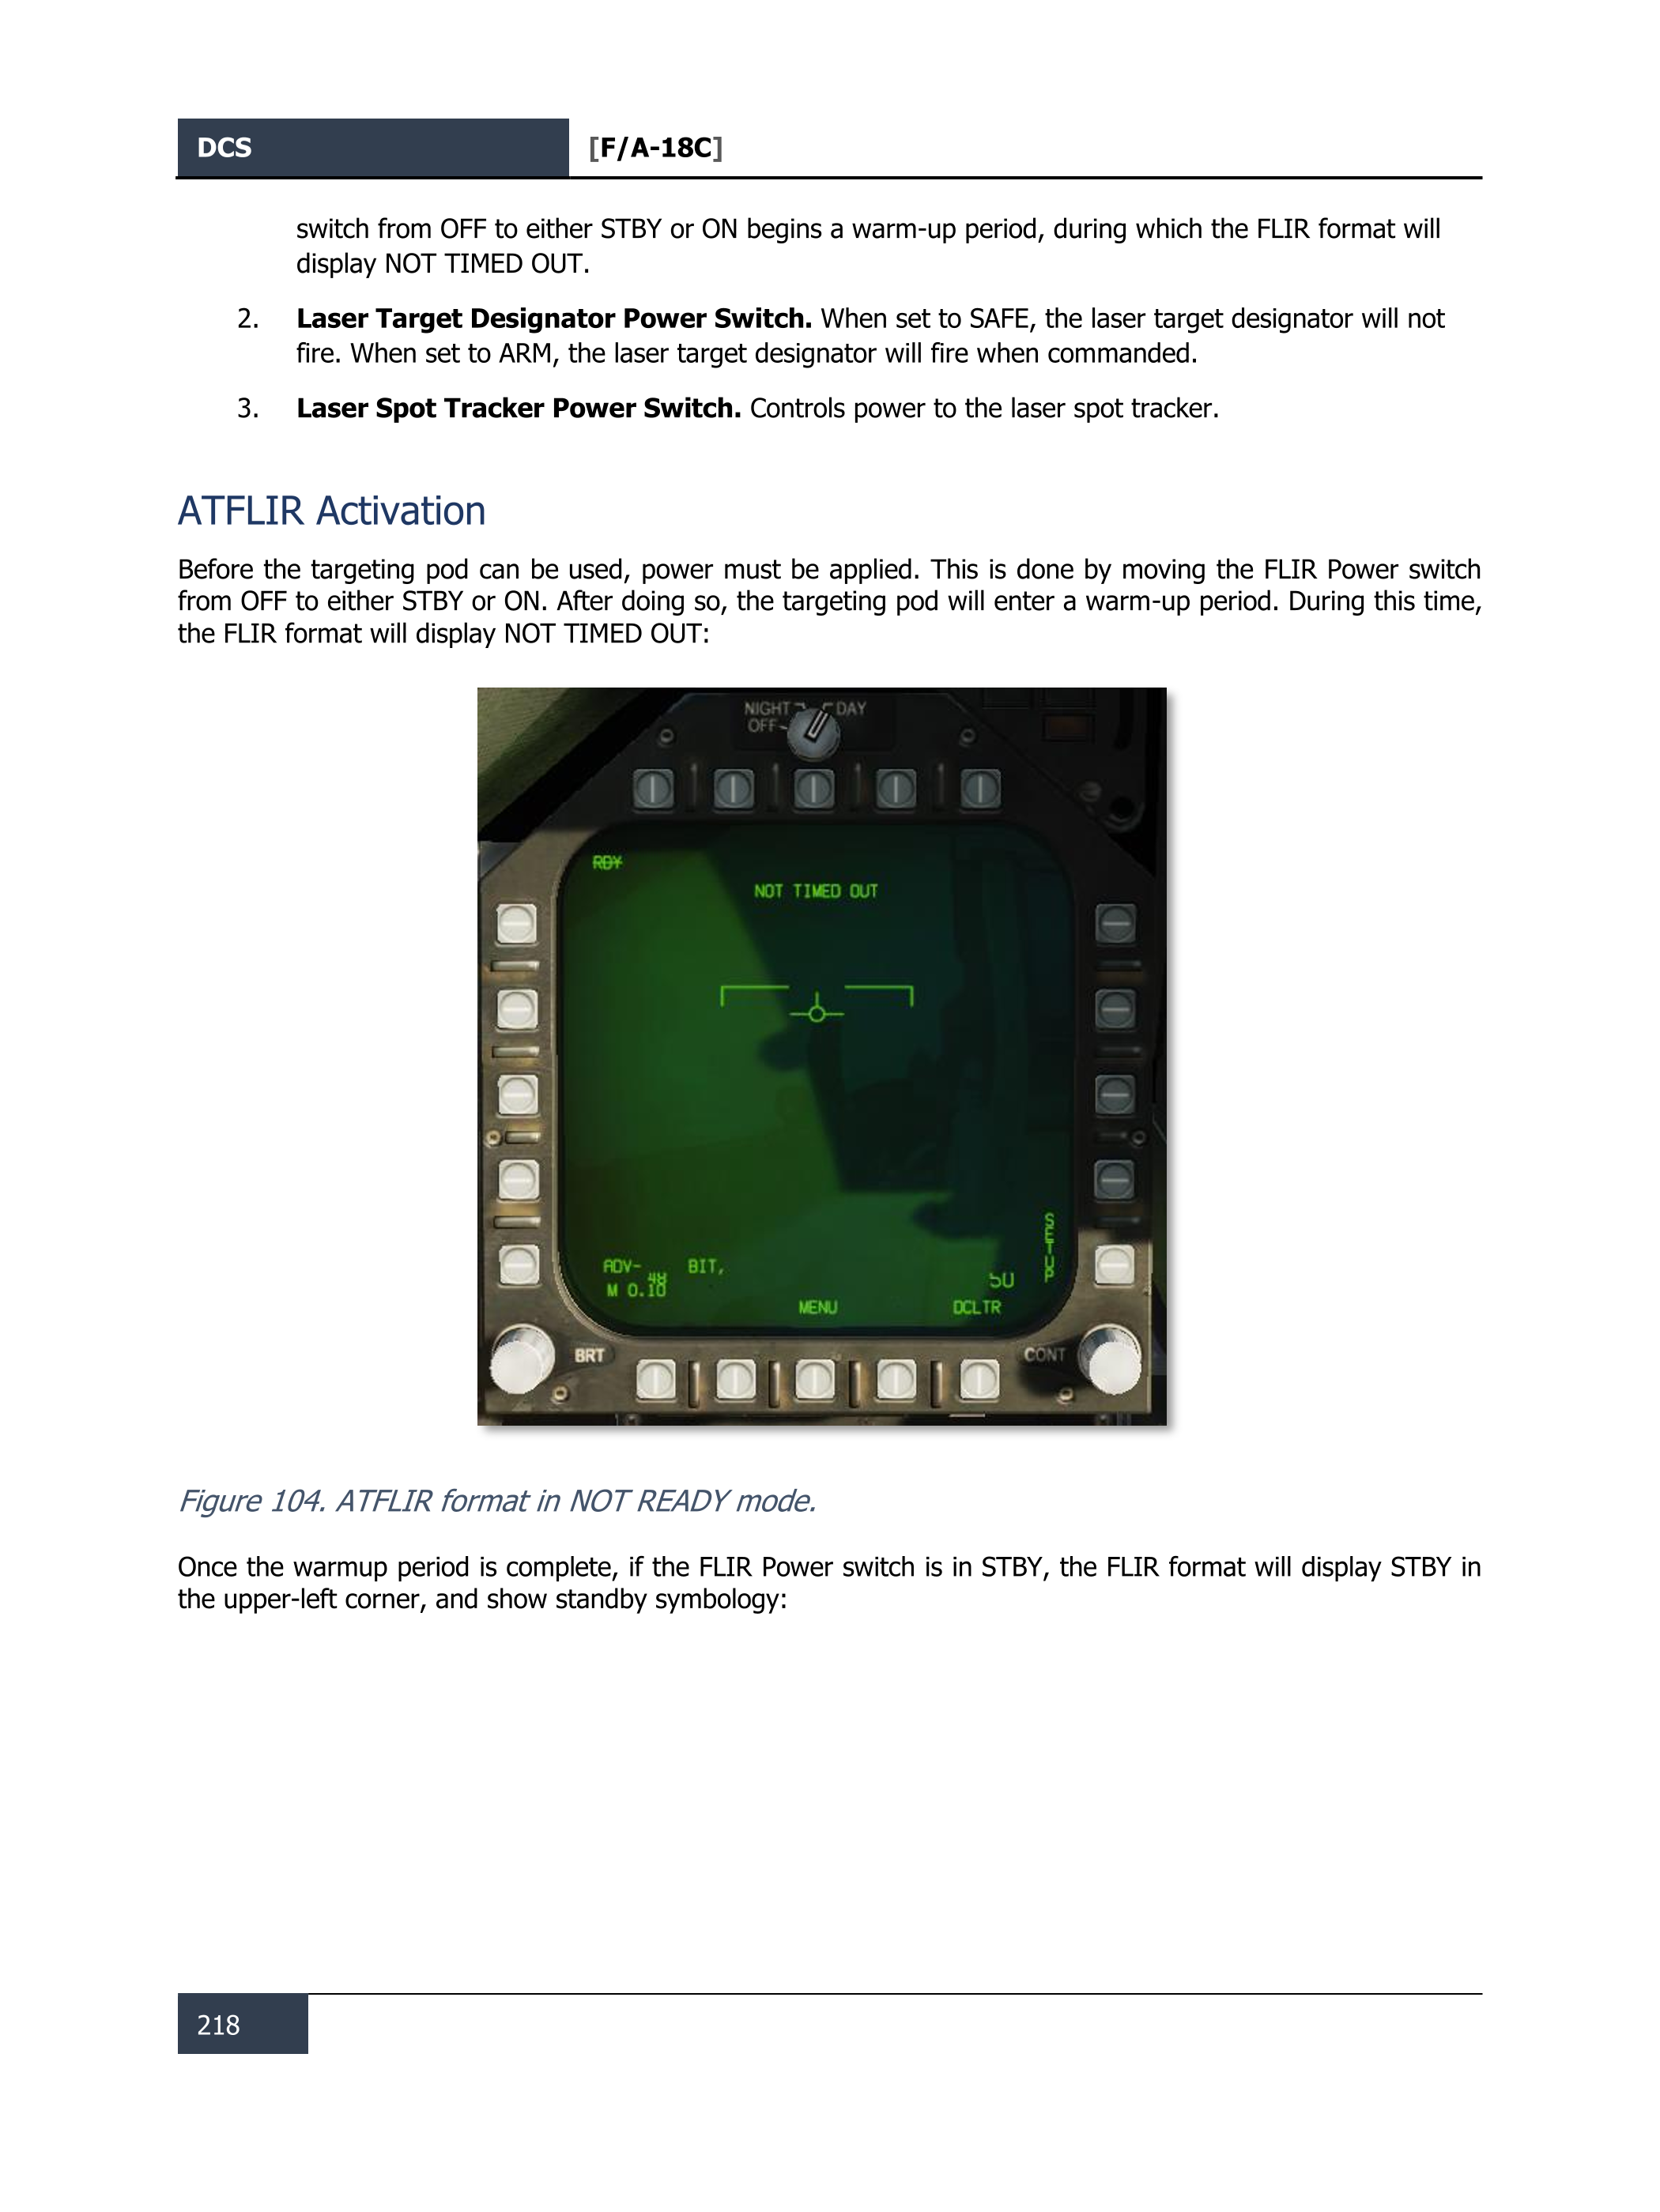 DCS [F/A-18C]
switch from OFF to either STBY or ON begins a warm-up period, during which the FLIR format will
display NOT TIMED OUT.
2. Laser Target Designator Power Switch. When set to SAFE, the laser target designator will not
fire. When set to ARM, the laser target designator will fire when commanded.
3. Laser Spot Tracker Power Switch. Controls power to the laser spot tracker.
ATFLIR Activation
Before the targeting pod can be used, power must be applied. This is done by moving the FLIR Power switch
from OFF to either STBY or ON. After doing so, the targeting pod will enter a warm-up period. During this time,
the FLIR format will display NOT TIMED OUT:
NIGHT DAY
OFF
RDY
NOT TIMED OUT
SETUP
ADV- BIT,
48 50
M 0.10
MENU DCLTR
BRT CONT
Figure 104. ATFLIR format in NOT READY mode.
Once the warmup period is complete, if the FLIR Power switch is in STBY, the FLIR format will display STBY in
the upper-left corner, and show standby symbology:
218